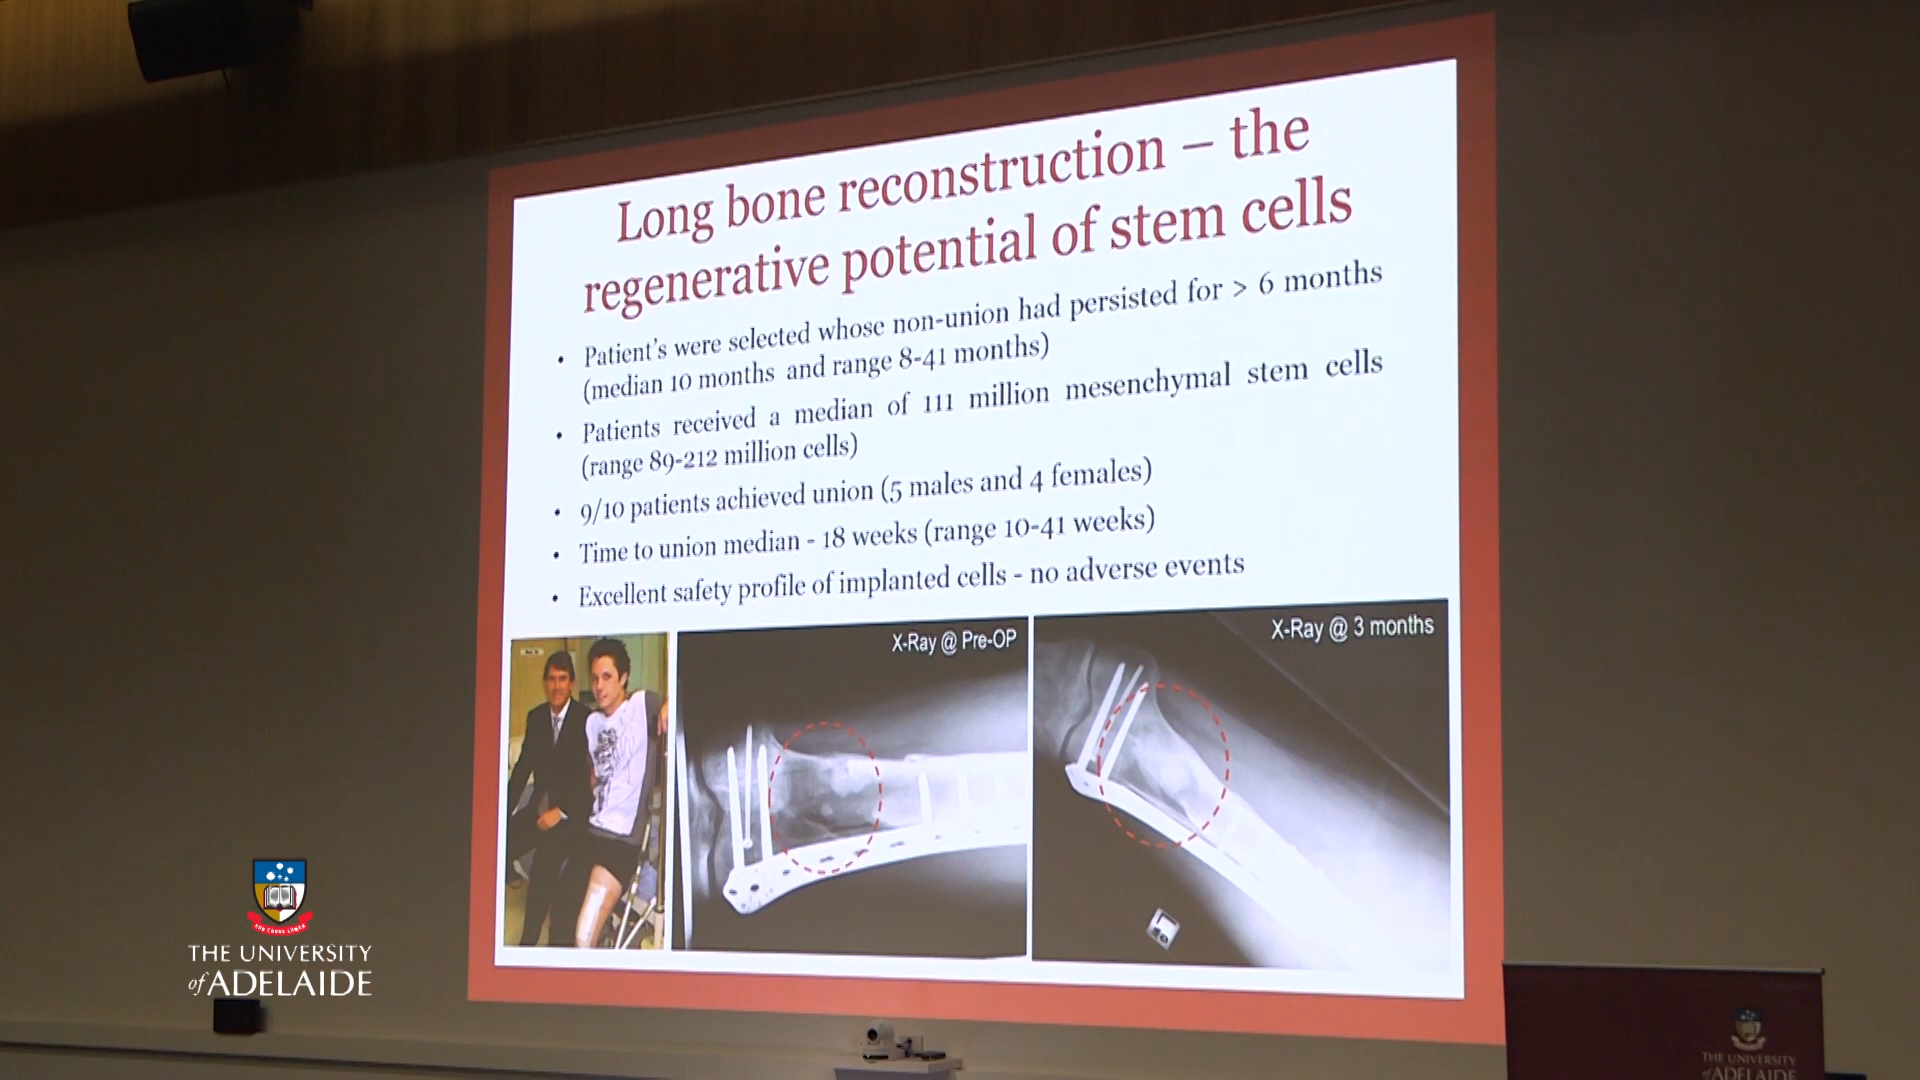 Long bone reconstruction – the
regenerative potential of stem cells
• Patient's were selected whose non-union had persisted for > 6 months
(median 10 months and range 8-41 months)
• Patients received a median of 111 million mesenchymal stem cells
(range 89-212 million cells)
• 9/10 patients achieved union (5 males and 4 females)
• Time to union median - 18 weeks (range 10-41 weeks)
• Excellent safety profile of implanted cells - no adverse events
X-Ray @ Pre-OP
X-Ray @ 3 months
THE UNIVERSITY
of ADELAIDE
THE UNIVERSITY
of ADELAIDE